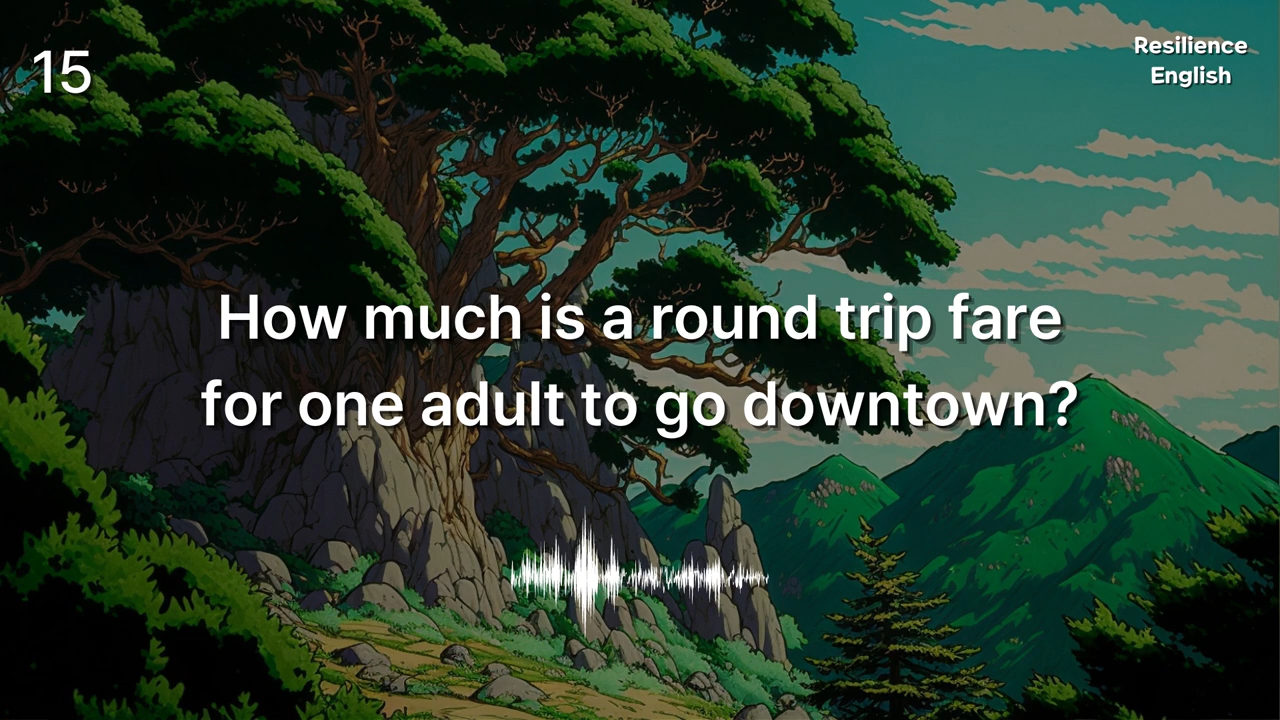 15
Resilience
English
How much is a round trip fare
for one adult to go downtown?